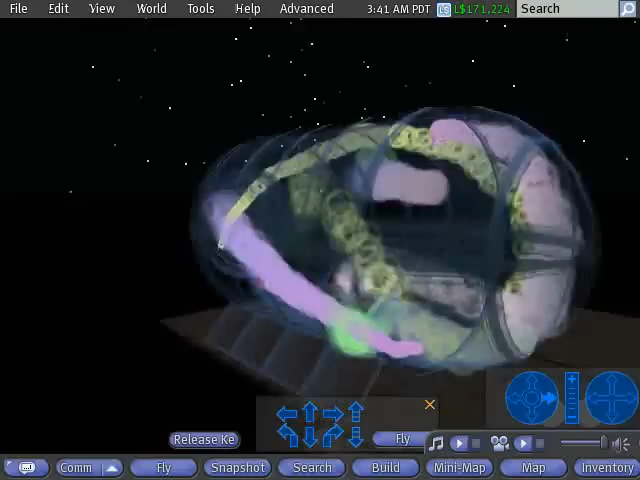 File Edit View World Tools Help Advanced 3:41 AM PDT L$ L$171,224 Search
Fly
Release Ke
Comm Fly Snapshot Search Build Mini-Map Map Inventory